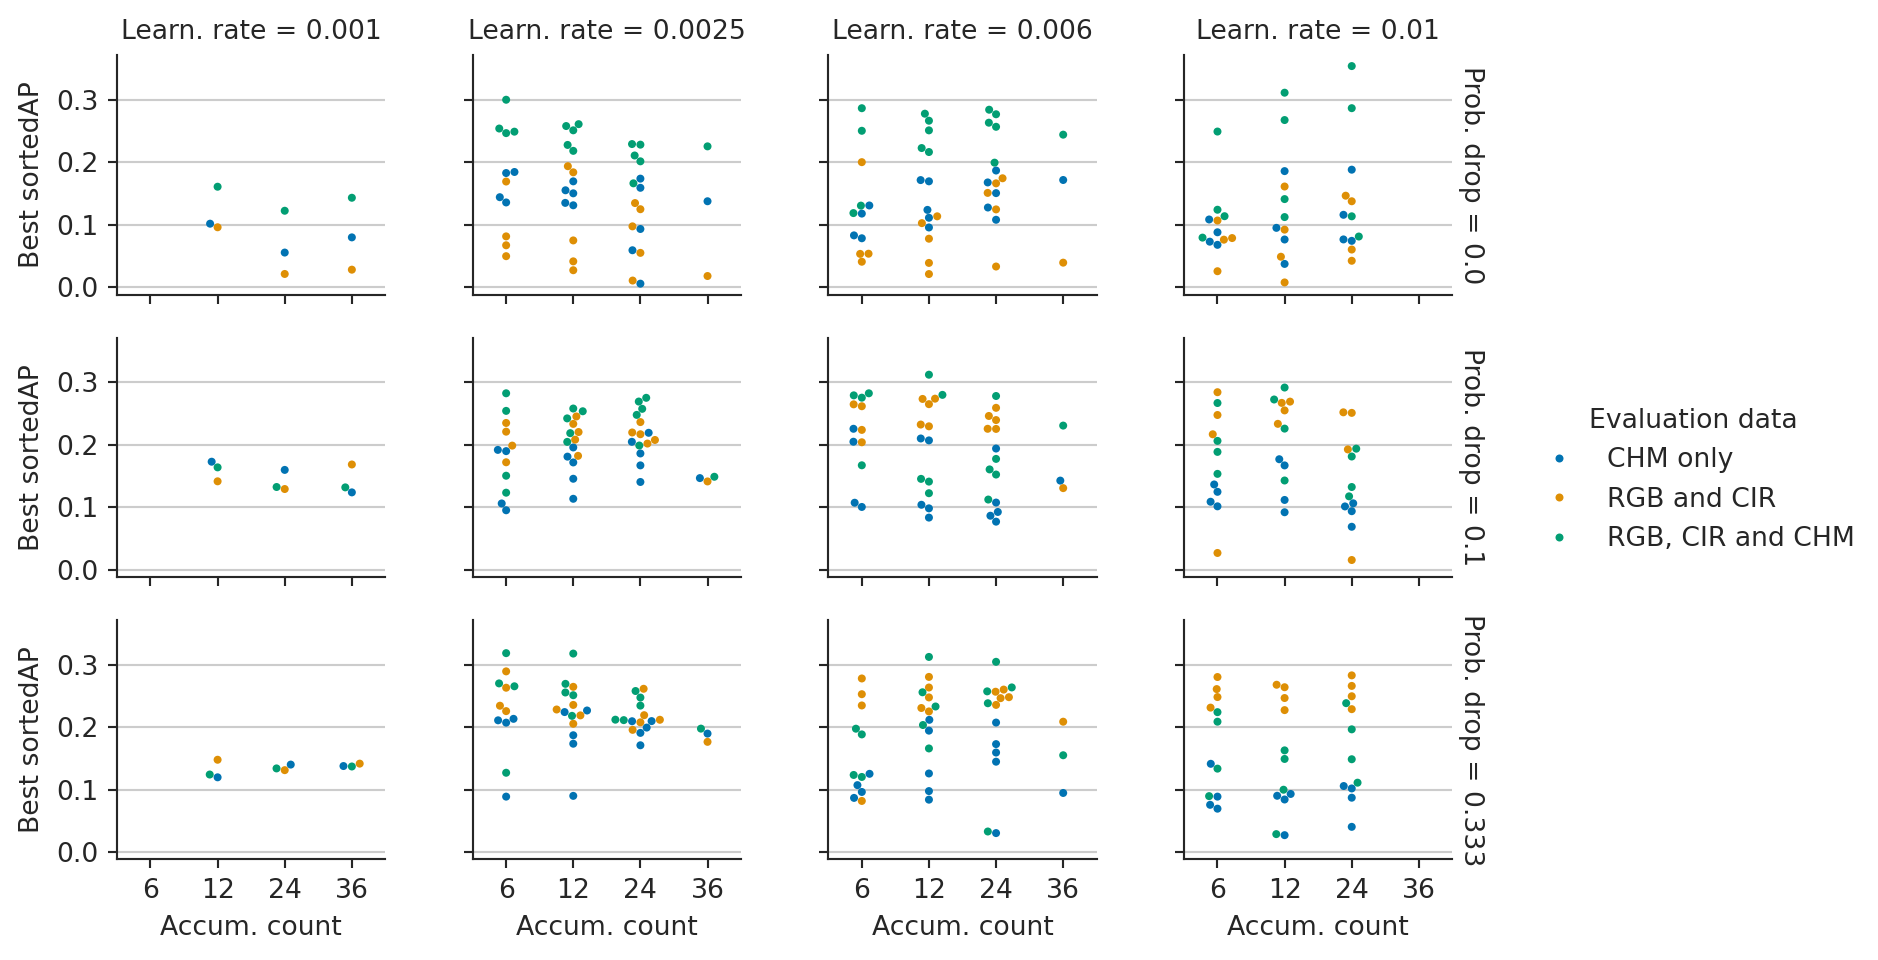 Learn. rate = 0.001
Learn. rate = 0.0025
Learn. rate = 0.006
Learn. rate = 0.01
Best sortedAP
0.3
0.2
0.1
0.0
Prob. drop = 0.0
Best sortedAP
0.3
0.2
0.1
0.0
Prob. drop = 0.1
Evaluation data
CHM only
RGB and CIR
RGB, CIR and CHM
Best sortedAP
0.3
0.2
0.1
0.0
Prob. drop = 0.333
6 12 24 36
6 12 24 36
6 12 24 36
6 12 24 36
Accum. count
Accum. count
Accum. count
Accum. count